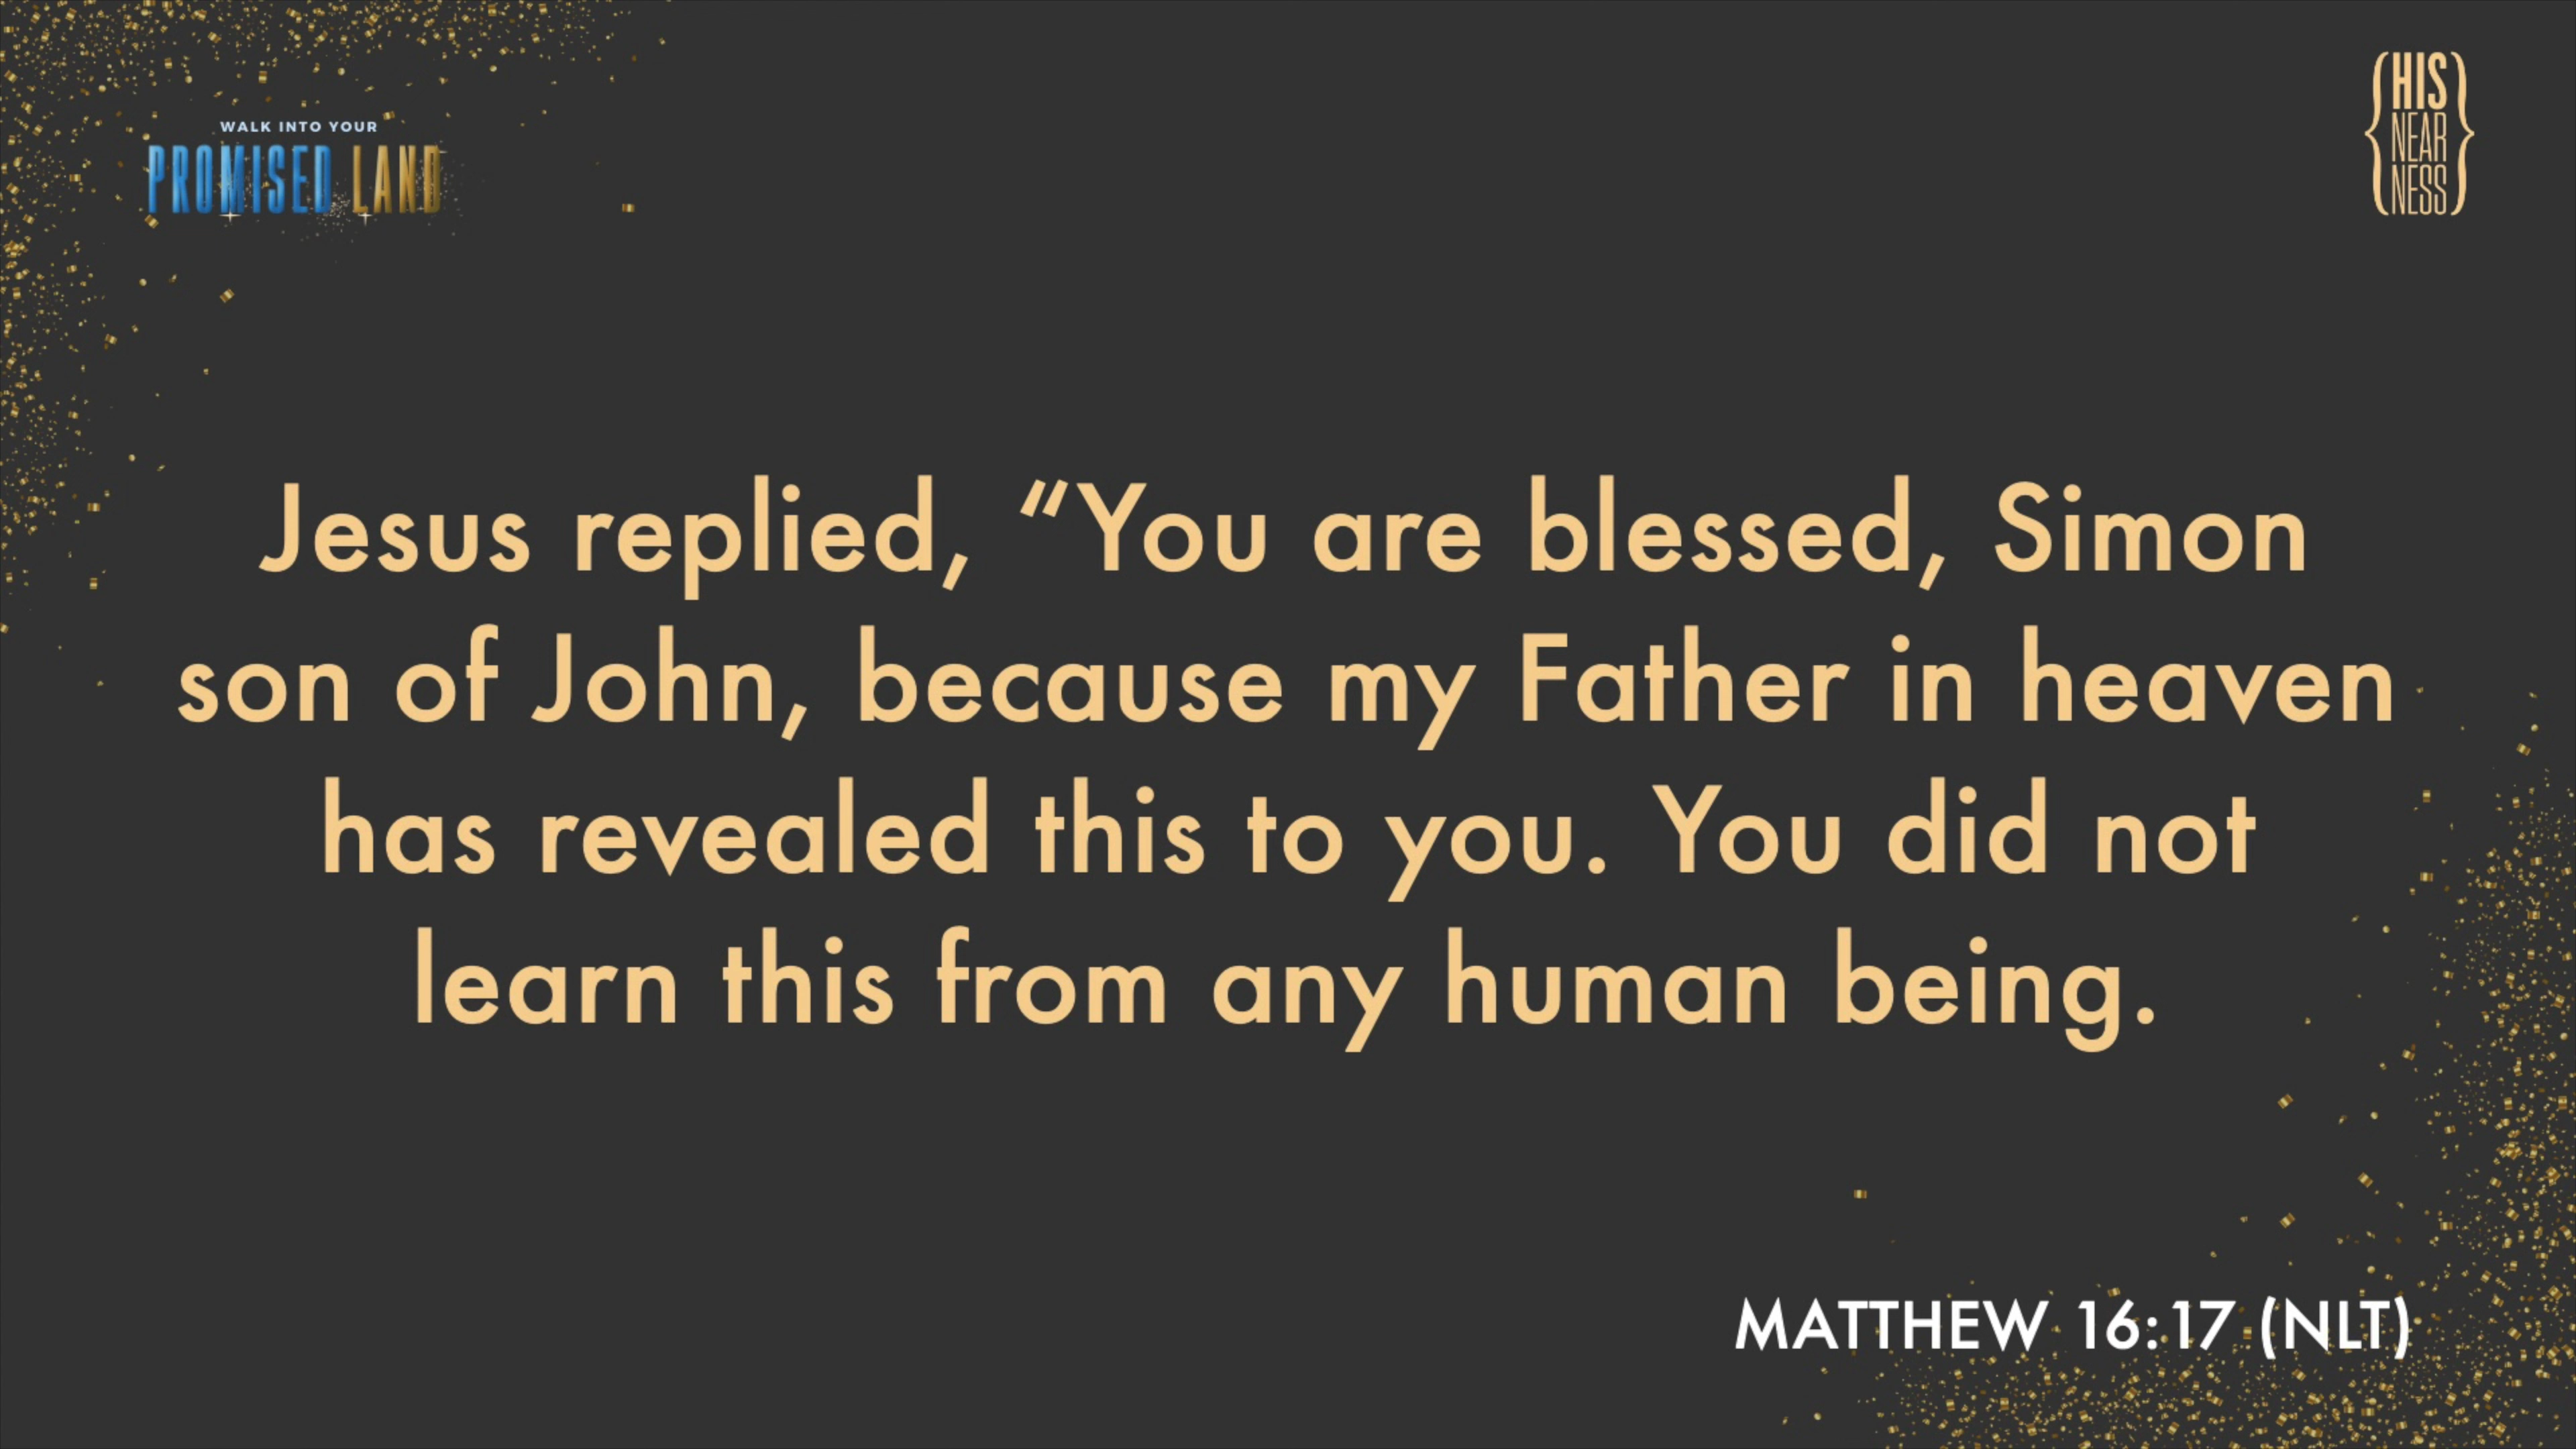 WALK INTO YOUR
PROMISED LAND
{HIS
NEAR
NESS}
Jesus replied, “You are blessed, Simon
son of John, because my Father in heaven
has revealed this to you. You did not
learn this from any human being.
MATTHEW 16:17 (NLT)